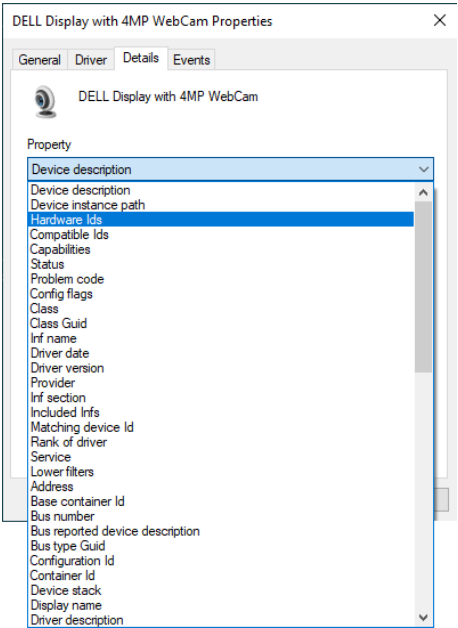 DELL Display with 4MP WebCam Properties
General Driver Details Events
DELL Display with 4MP WebCam
Property
Device description
Device description
Device instance path
Hardware Ids
Compatible Ids
Capabilities
Status
Problem code
Config flags
Class
Class Guid
Inf name
Driver date
Driver version
Provider
Inf section
Included Infs
Matching device Id
Rank of driver
Service
Lower filters
Address
Base container Id
Bus number
Bus reported device description
Bus type Guid
Configuration Id
Container Id
Device stack
Display name
Driver description